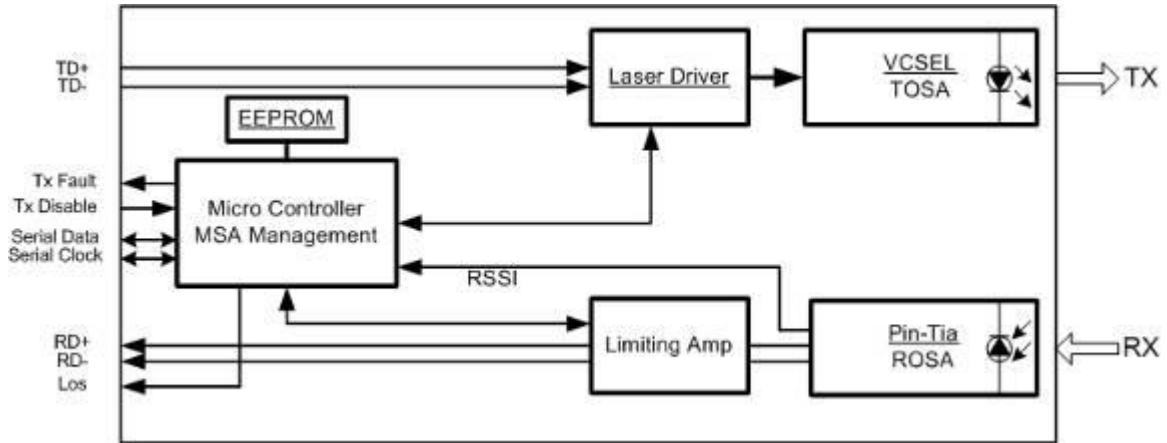 TD+
TD-
Laser Driver
VCSEL
TOSA
TX
EEPROM
Tx Fault
Tx Disable
Serial Data
Serial Clock
Micro Controller
MSA Management
RSSI
RD+
RD-
Los
Limiting Amp
Pin-Tia
ROSA
RX